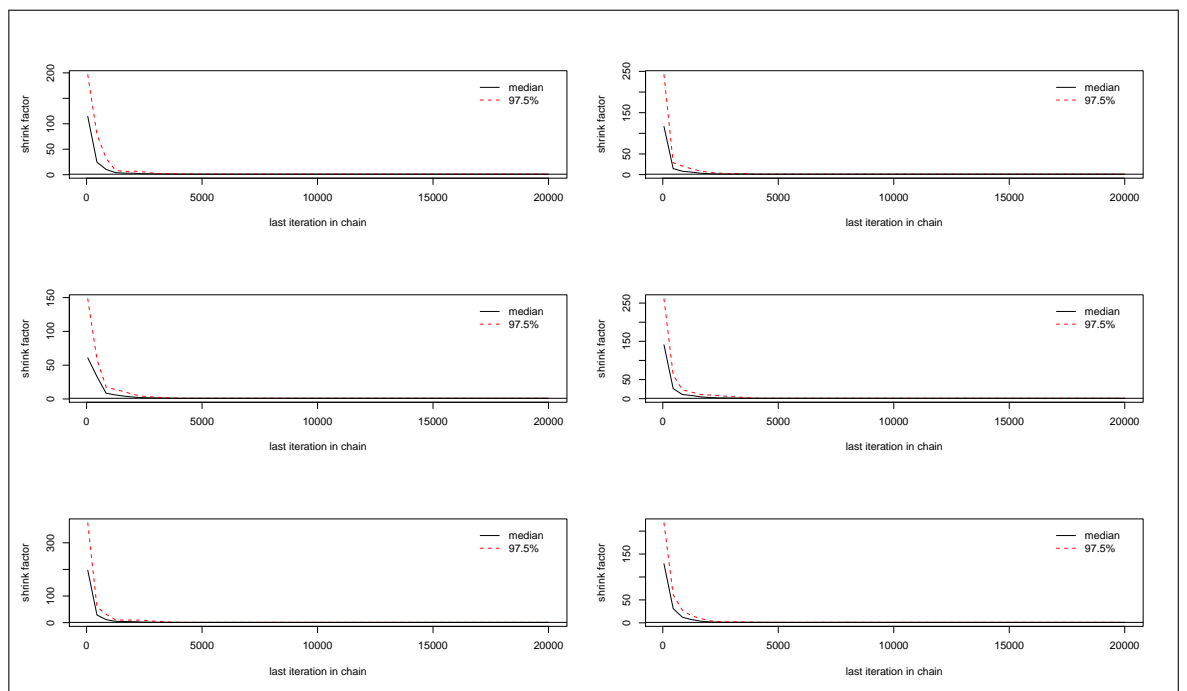 shrink factor
0 50 100 200
median
97.5%
0 5000 10000 15000 20000
last iteration in chain
shrink factor
0 50 150 250
median
97.5%
0 5000 10000 15000 20000
last iteration in chain
shrink factor
0 50 100 150
median
97.5%
0 5000 10000 15000 20000
last iteration in chain
shrink factor
0 50 150 250
median
97.5%
0 5000 10000 15000 20000
last iteration in chain
shrink factor
0 100 300
median
97.5%
0 5000 10000 15000 20000
last iteration in chain
shrink factor
0 50 150
median
97.5%
0 5000 10000 15000 20000
last iteration in chain